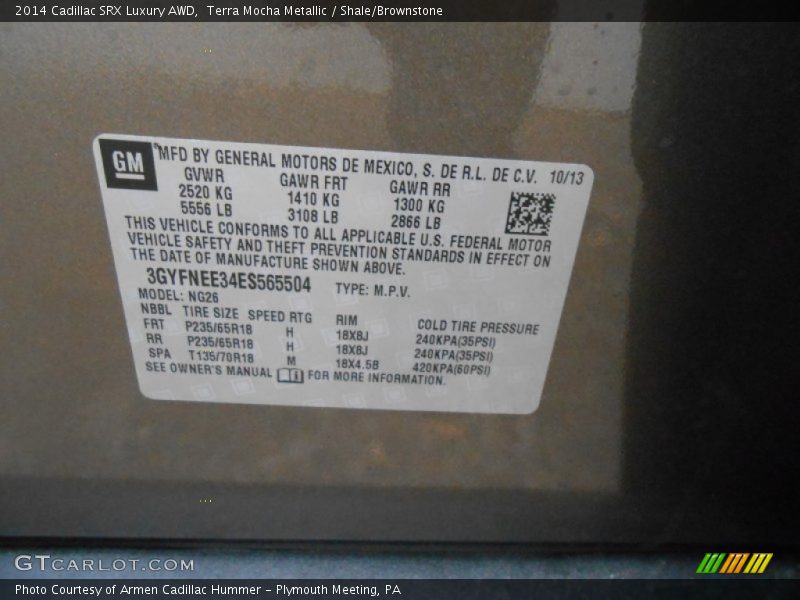 2014 Cadillac SRX Luxury AWD,  Terra Mocha Metallic / Shale/Brownstone
GM
®MFD BY GENERAL MOTORS DE MEXICO, S. DE R.L. DE C.V. 10/13
GVWR GAWR FRT GAWR RR
2520 KG 1410 KG 1300 KG
5556 LB 3108 LB 2866 LB
THIS VEHICLE CONFORMS TO ALL APPLICABLE U.S. FEDERAL MOTOR
VEHICLE SAFETY AND THEFT PREVENTION STANDARDS IN EFFECT ON
THE DATE OF MANUFACTURE SHOWN ABOVE.
3GYFNEE34ES565504 TYPE: M.P.V.
MODEL: NG26
NBBL TIRE SIZE SPEED RTG RIM COLD TIRE PRESSURE
FRT P235/65R18 H 18X8J 240KPA(35PSI)
RR P235/65R18 H 18X8J 240KPA(35PSI)
SPA T135/70R18 M 18X4.5B 420KPA(60PSI)
SEE OWNER'S MANUAL FOR MORE INFORMATION.
GTCARLOT.COM
Photo Courtesy of Armen Cadillac Hummer - Plymouth Meeting, PA